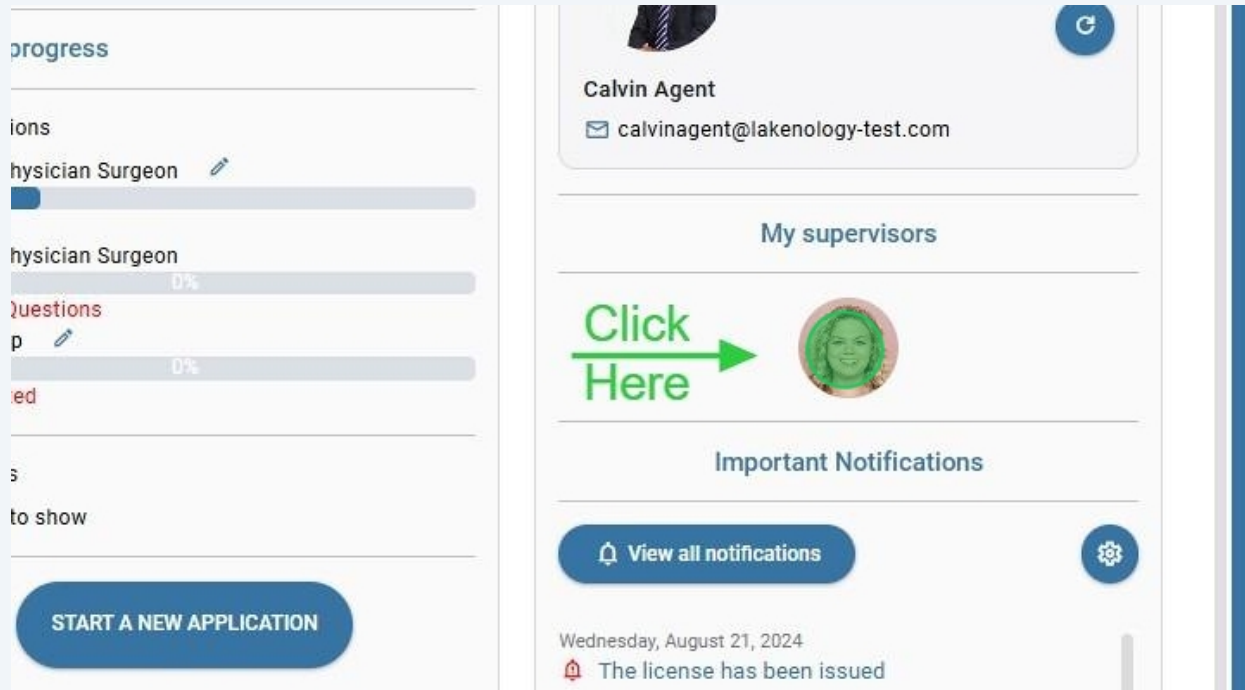 progress
ions
hysician Surgeon
hysician Surgeon
0%
Questions
p
0%
ed
s
to show
START A NEW APPLICATION
Calvin Agent
calvinagent@lakenology-test.com
My supervisors
Click
Here
Important Notifications
View all notifications
Wednesday, August 21, 2024
The license has been issued